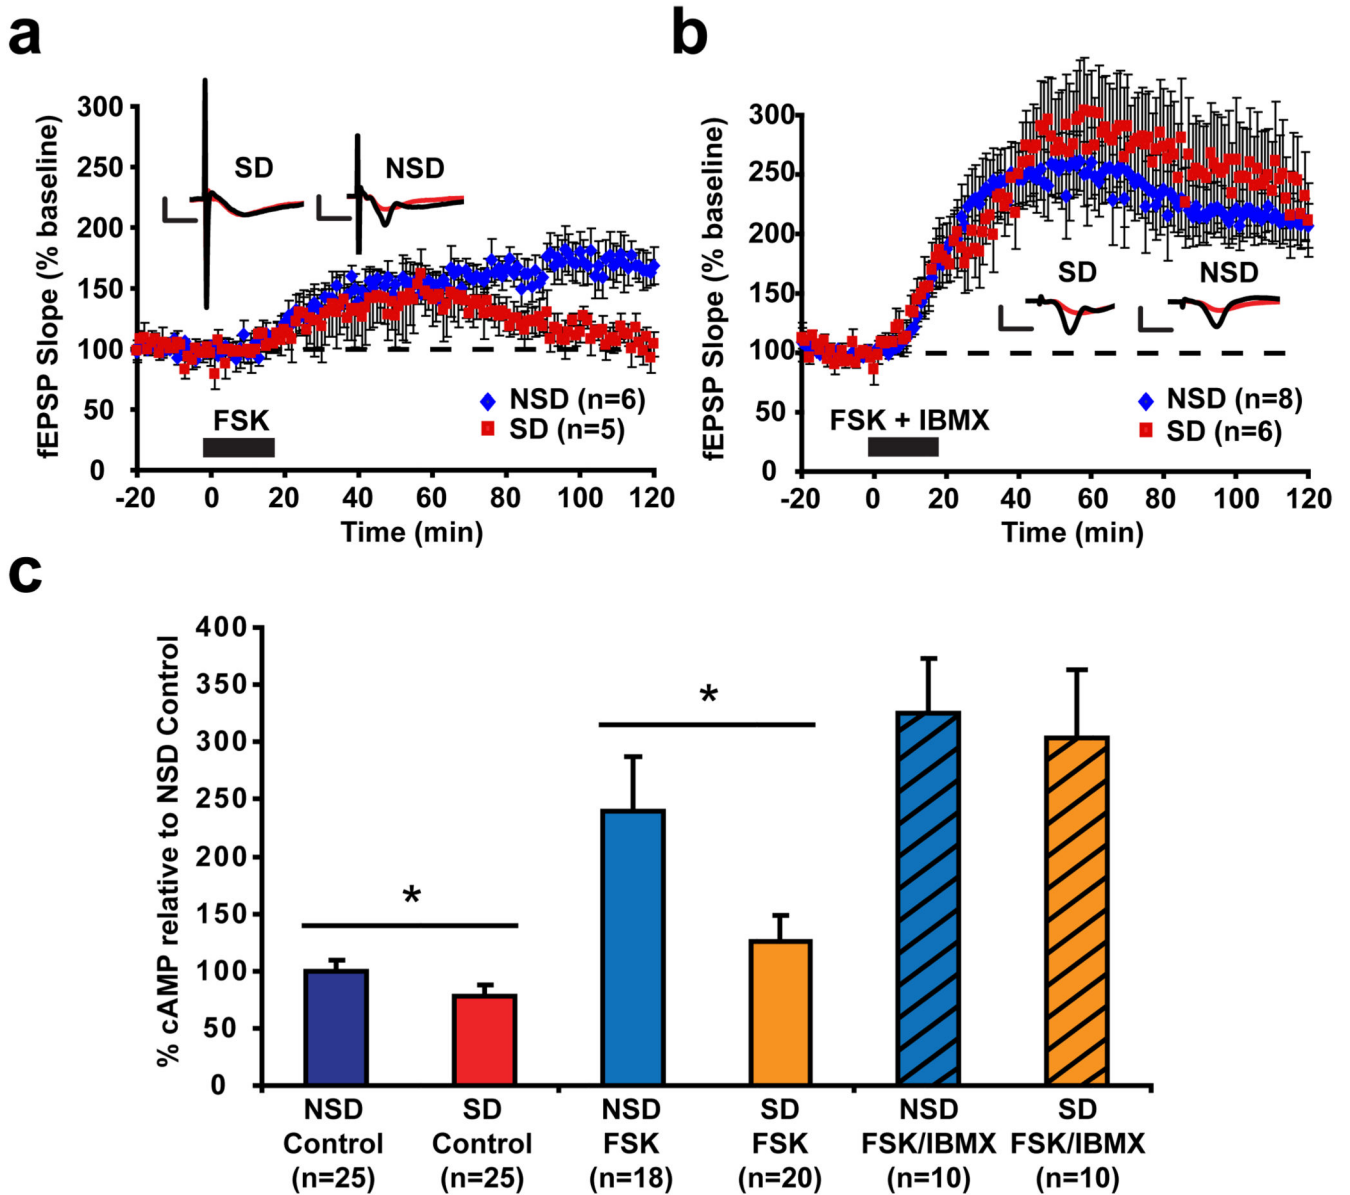 a
300
250
200
150
100
50
0
fEPSP Slope (% baseline)
SD
NSD
NSD (n=6)
SD (n=5)
FSK
-20 0 20 40 60 80 100 120
Time (min)
b
300
250
200
150
100
50
0
fEPSP Slope (% baseline)
SD
NSD
NSD (n=8)
SD (n=6)
FSK + IBMX
-20 0 20 40 60 80 100 120
Time (min)
c
400
350
300
250
200
150
100
50
0
% cAMP relative to NSD Control
*
*
NSD
Control
(n=25)
SD
Control
(n=25)
NSD
FSK
(n=18)
SD
FSK
(n=20)
NSD
FSK/IBMX
(n=10)
SD
FSK/IBMX
(n=10)